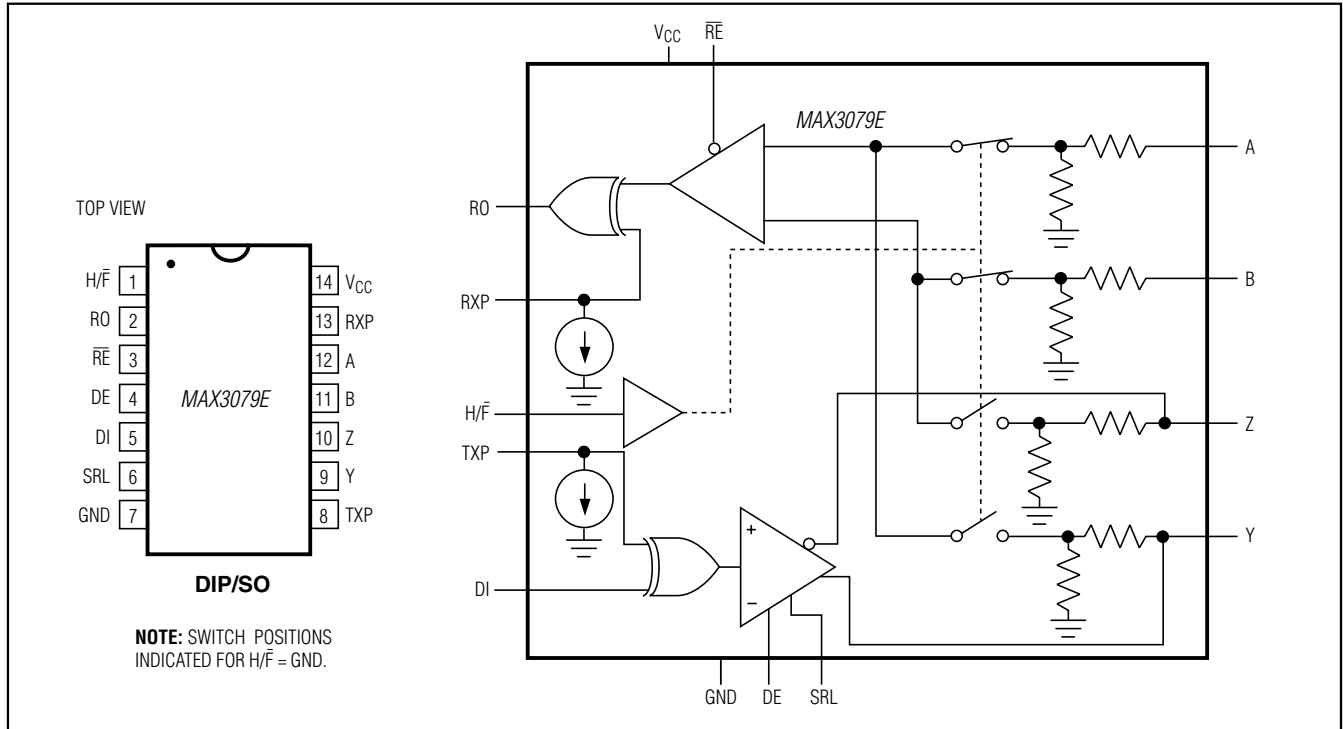 TOP VIEW
H/F̅ 1
RO 2
R̅E̅ 3
DE 4
DI 5
SRL 6
GND 7
MAX3079E
14 VCC
13 RXP
12 A
11 B
10 Z
9 Y
8 TXP
DIP/SO
NOTE: SWITCH POSITIONS
INDICATED FOR H/F̅ = GND.
VCC
R̅E̅
MAX3079E
A
RO
B
RXP
H/F̅
Z
TXP
Y
+
−
DI
GND
DE
SRL